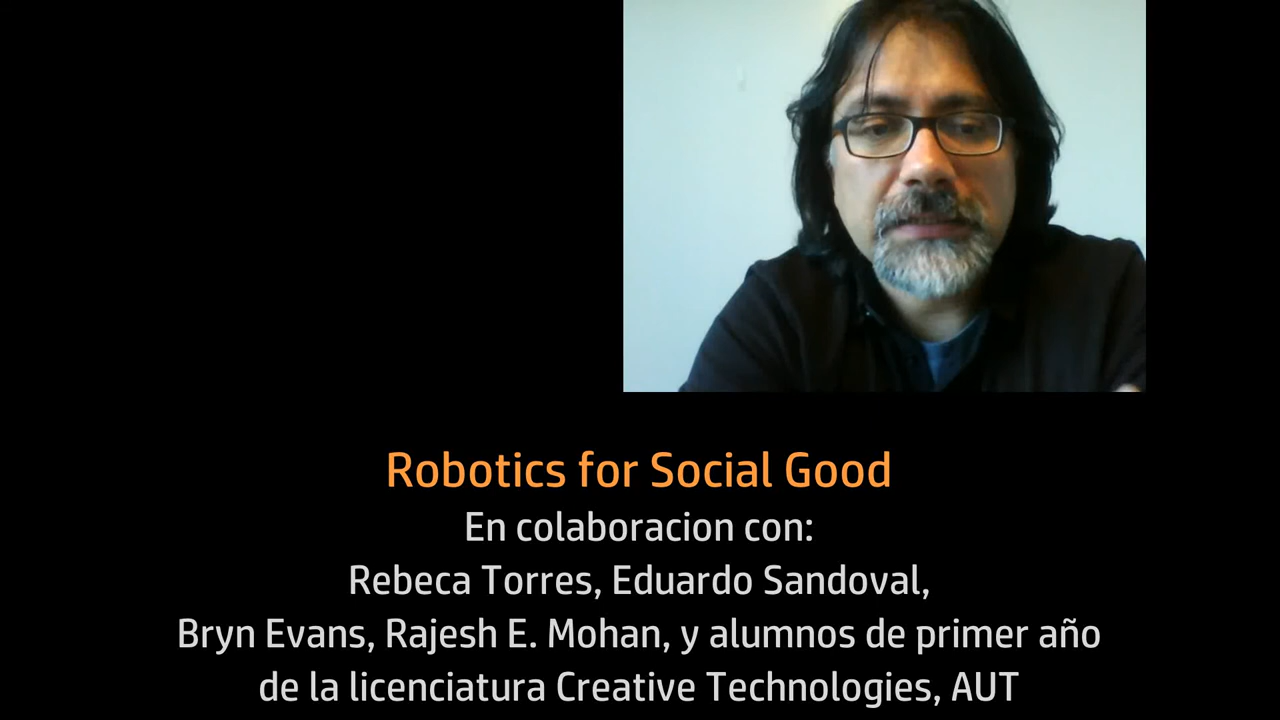 Robotics for Social Good
En colaboracion con:
Rebeca Torres, Eduardo Sandoval,
Bryn Evans, Rajesh E. Mohan, y alumnos de primer año
de la licenciatura Creative Technologies, AUT